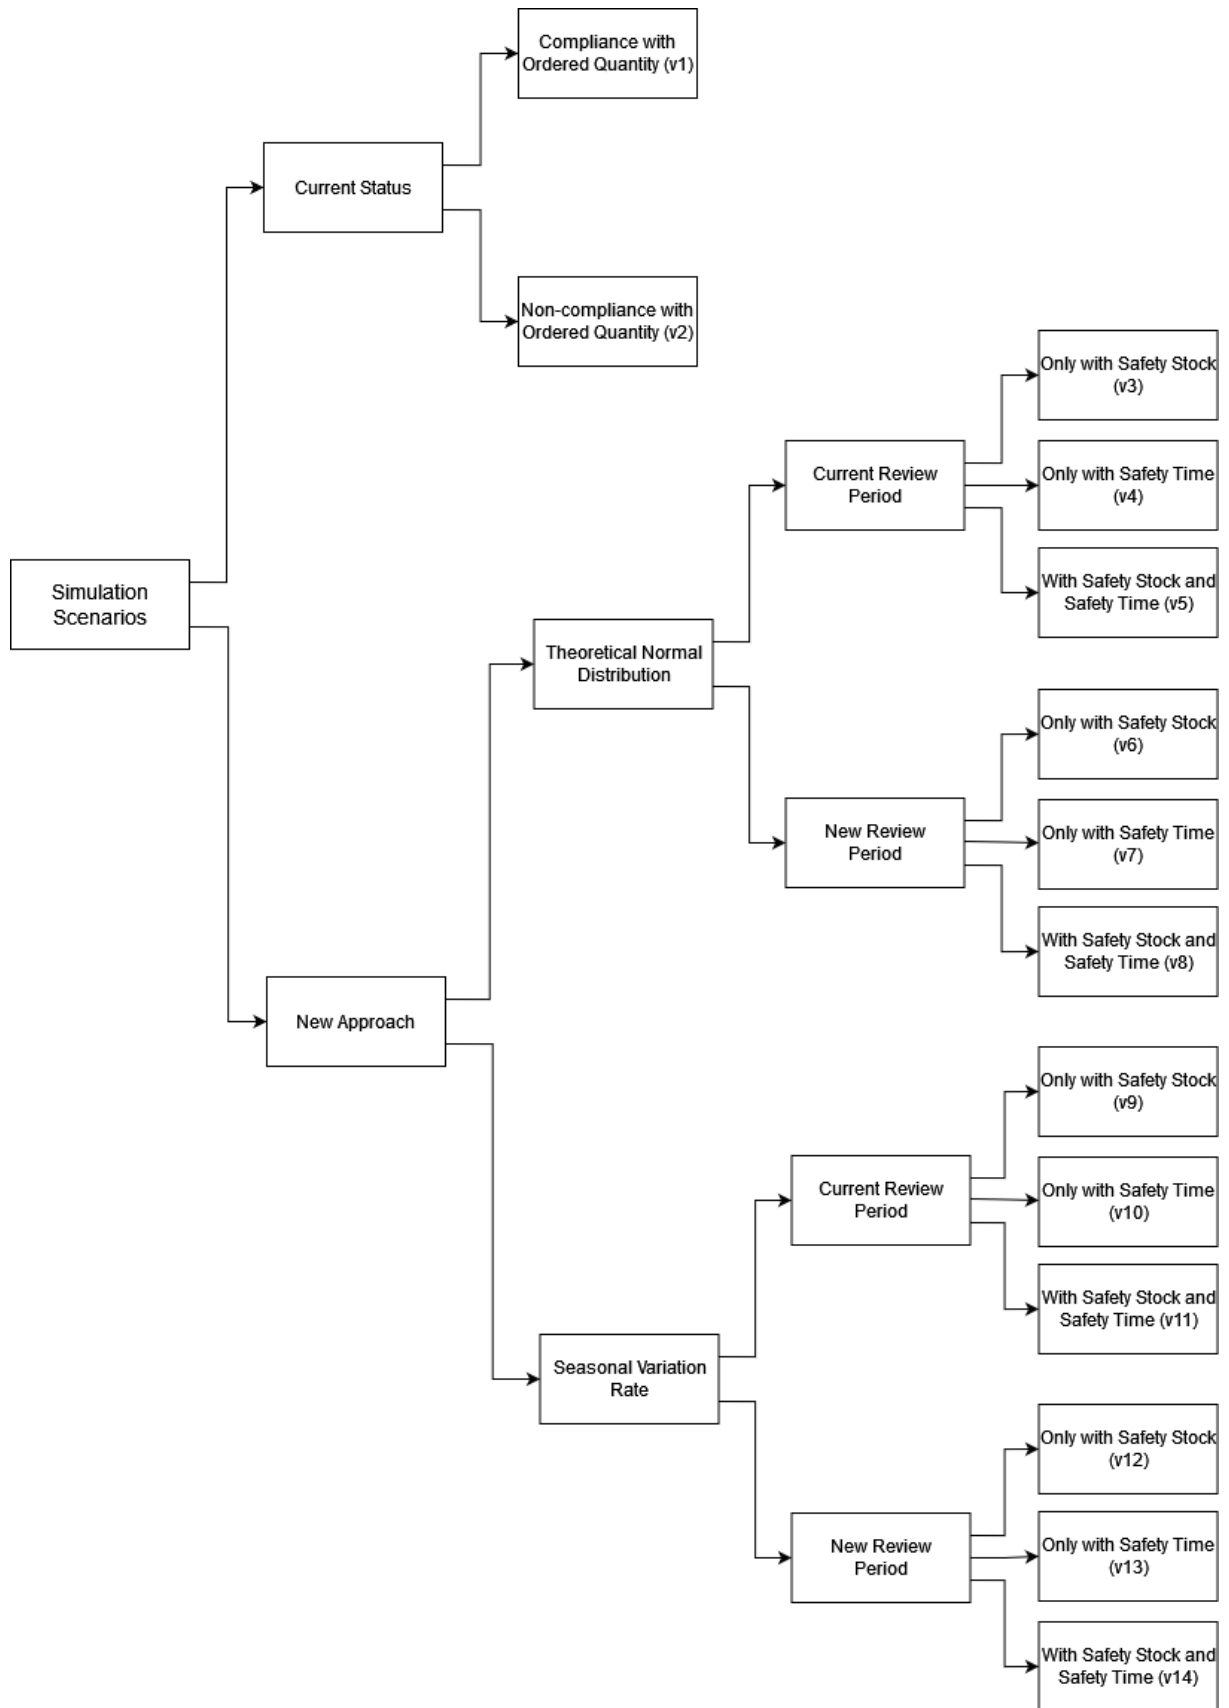 Compliance with
Ordered Quantity (v1)
Current Status
Non-compliance with
Ordered Quantity (v2)
Only with Safety Stock
(v3)
Current Review
Period
Only with Safety Time
(v4)
With Safety Stock and
Safety Time (v5)
Simulation
Scenarios
Theoretical Normal
Distribution
Only with Safety Stock
(v6)
New Review
Period
Only with Safety Time
(v7)
With Safety Stock and
Safety Time (v8)
New Approach
Only with Safety Stock
(v9)
Current Review
Period
Only with Safety Time
(v10)
With Safety Stock and
Safety Time (v11)
Seasonal Variation
Rate
Only with Safety Stock
(v12)
New Review
Period
Only with Safety Time
(v13)
With Safety Stock and
Safety Time (v14)